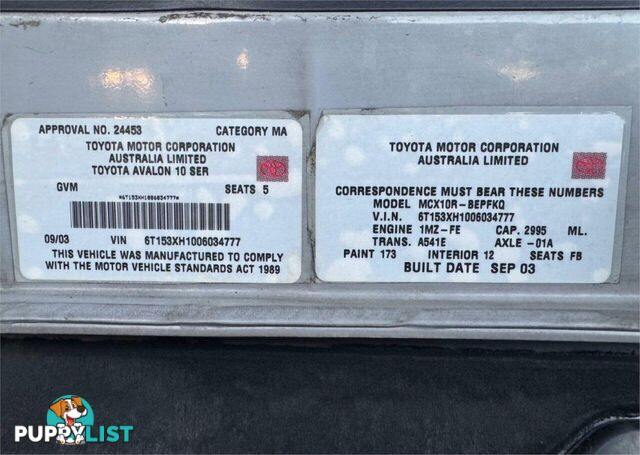 APPROVAL NO. 24453 CATEGORY MA
TOYOTA MOTOR CORPORATION
AUSTRALIA LIMITED
TOYOTA AVALON 10 SER
GVM SEATS 5
*6T153XH1006034777*
09/03 VIN 6T153XH1006034777
THIS VEHICLE WAS MANUFACTURED TO COMPLY
WITH THE MOTOR VEHICLE STANDARDS ACT 1989
TOYOTA MOTOR CORPORATION
AUSTRALIA LIMITED
CORRESPONDENCE MUST BEAR THESE NUMBERS
MODEL MCX10R-BEPFKQ
V.I.N. 6T153XH1006034777
ENGINE 1MZ-FE CAP. 2995 ML.
TRANS. A541E AXLE -01A
PAINT 173 INTERIOR 12 SEATS FB
BUILT DATE SEP 03
PUPPYLIST